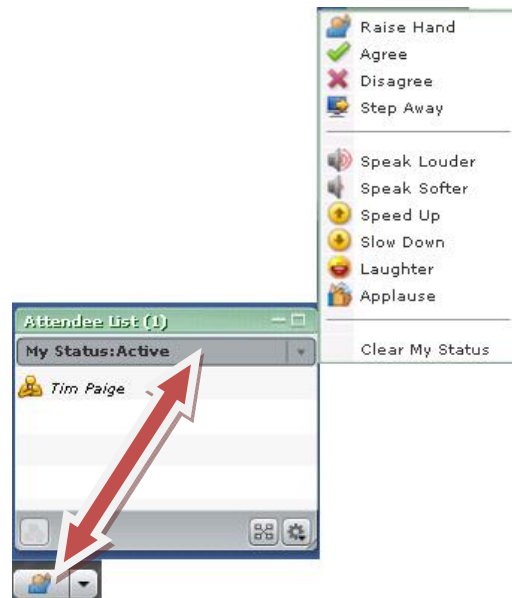 Raise Hand
Agree
Disagree
Step Away
Speak Louder
Speak Softer
Speed Up
Slow Down
Laughter
Applause
Clear My Status
Attendee List (1)
My Status:Active
Tim Paige